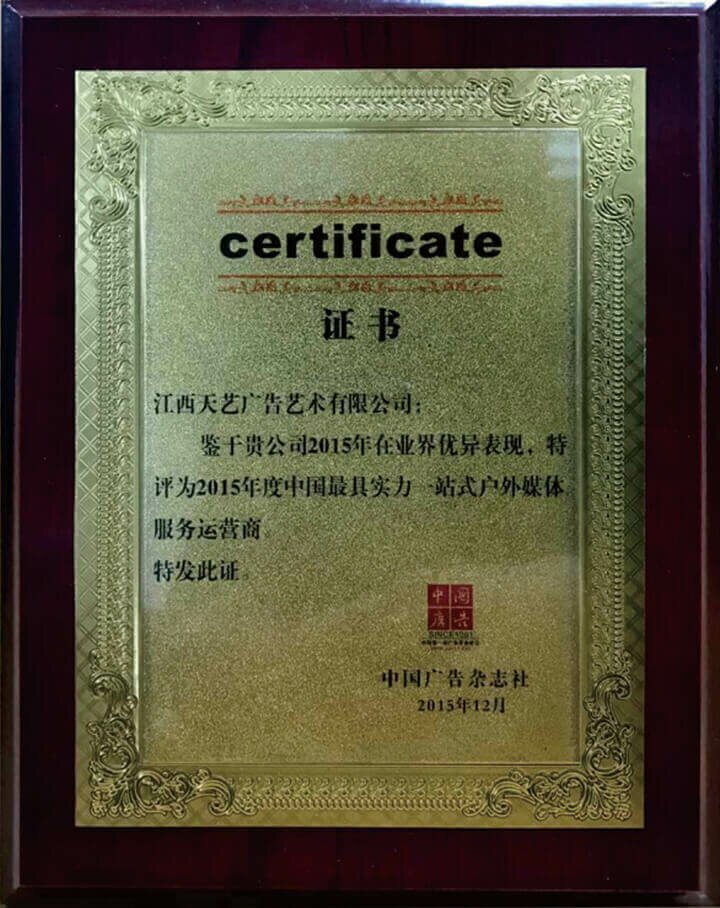 certificate
证书
江西天艺广告艺术有限公司:
鉴于贵公司2015年在业界优异表现，特
评为2015年度中国最具实力一站式户外媒体
服务运营商。
特发此证。
中国
广告
SINCE1981
中国广告杂志社
2015年12月